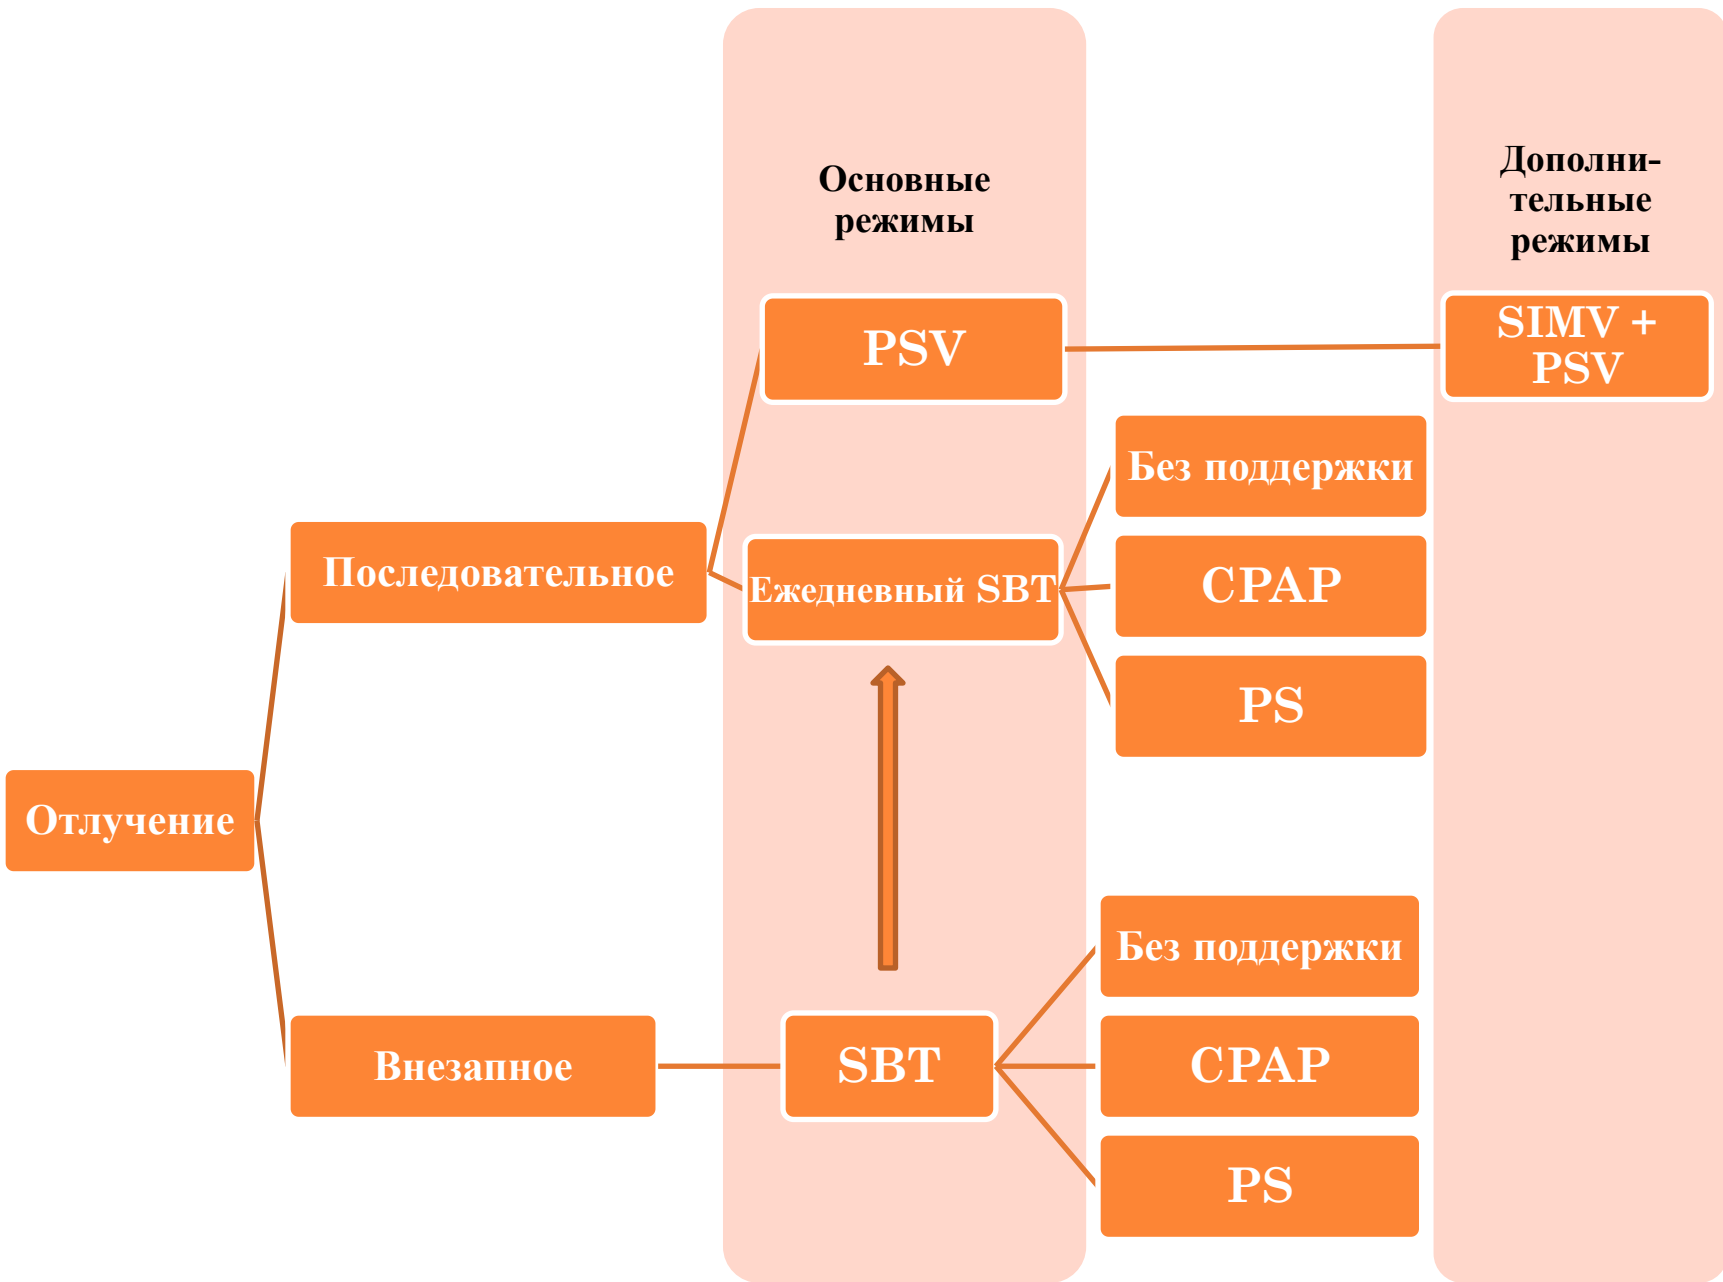 Основные
режимы
Дополни-
тельные
режимы
PSV
SIMV +
PSV
Без поддержки
Последовательное
Ежедневный SBT
CPAP
PS
Отлучение
Без поддержки
Внезапное
SBT
CPAP
PS